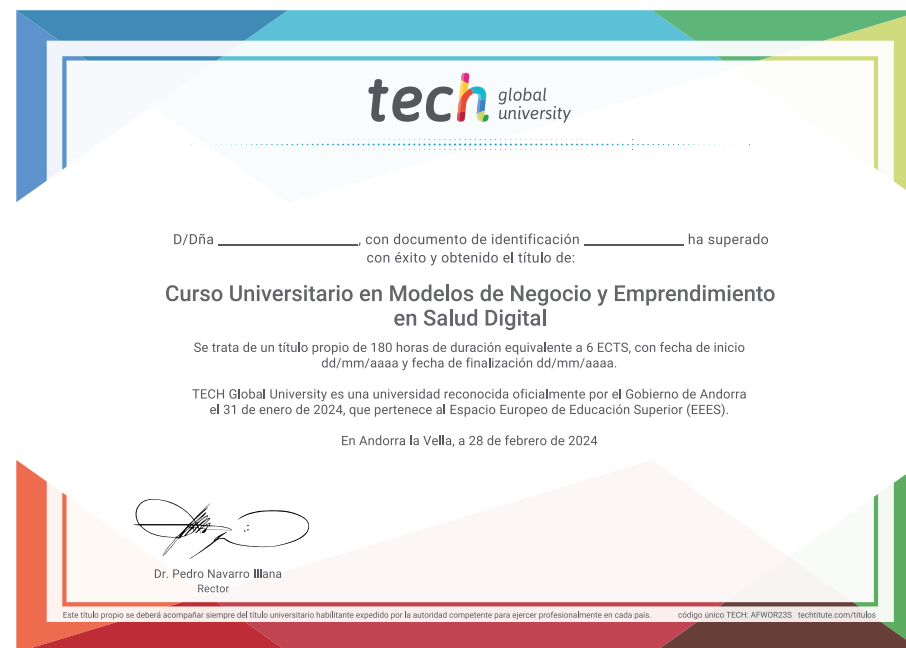 tech global university
D/Dña ______________, con documento de identificación __________ ha superado
con éxito y obtenido el título de:
Curso Universitario en Modelos de Negocio y Emprendimiento
en Salud Digital
Se trata de un título propio de 180 horas de duración equivalente a 6 ECTS, con fecha de inicio
dd/mm/aaaa y fecha de finalización dd/mm/aaaa.
TECH Global University es una universidad reconocida oficialmente por el Gobierno de Andorra
el 31 de enero de 2024, que pertenece al Espacio Europeo de Educación Superior (EEES).
En Andorra la Vella, a 28 de febrero de 2024
Dr. Pedro Navarro Illana
Rector
Este título propio se deberá acompañar siempre del título universitario habilitante expedido por la autoridad competente para ejercer profesionalmente en cada país. código único TECH: AFWOR23S techtitute.com/titulos